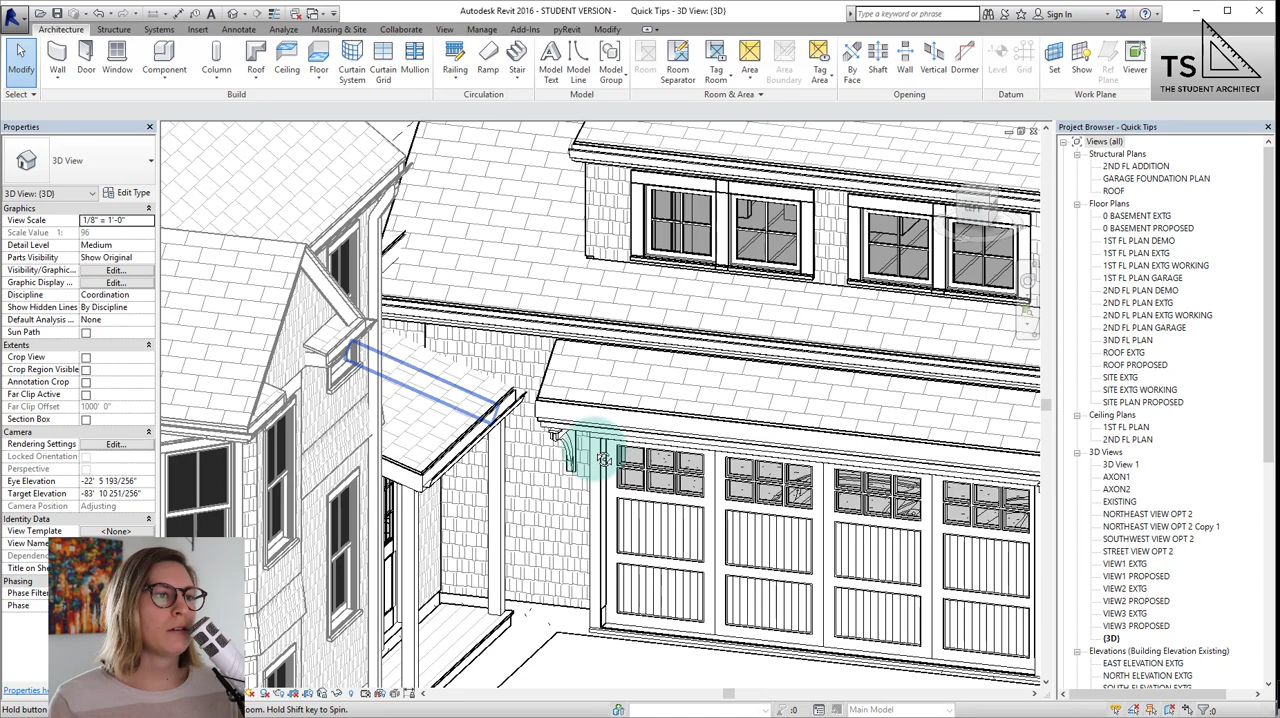 Autodesk Revit 2016 - STUDENT VERSION - Quick Tips - 3D View: {3D}
Type a keyword or phrase
Sign In
Architecture Structure Systems Insert Annotate Analyze Massing & Site Collaborate View Manage Add-Ins pyRevit Modify
Modify Wall Door Window Component Column Roof Ceiling Floor Curtain System Curtain Grid Mullion Railing Ramp Stair Model Text Model Line Model Group Room Room Separator Tag Room Area Area Boundary Tag Area By Face Shaft Wall Vertical Dormer Level Grid Set Show Ref Plane Viewer
Select Build Circulation Model Room & Area Opening Datum Work Plane
TS
THE STUDENT ARCHITECT
Properties
3D View
3D View: {3D} Edit Type
Graphics
View Scale 1/8" = 1'-0"
Scale Value 1: 96
Detail Level Medium
Parts Visibility Show Original
Visibility/Graphic... Edit...
Graphic Display ... Edit...
Discipline Coordination
Show Hidden Lines By Discipline
Default Analysis ... None
Sun Path
Extents
Crop View
Crop Region Visible
Annotation Crop
Far Clip Active
Far Clip Offset 1000' 0"
Section Box
Camera
Rendering Settings Edit...
Locked Orientation
Perspective
Eye Elevation -22' 5 193/256"
Target Elevation -83' 10 251/256"
Camera Position Adjusting
Identity Data
View Template <None>
View Name
Dependen
Title on She
Phasing
Phase Filter
Phase
Properties he
Hold button
oom. Hold Shift key to Spin.
:0
Main Model
:0
Project Browser - Quick Tips
Views (all)
Structural Plans
2ND FL ADDITION
GARAGE FOUNDATION PLAN
ROOF
Floor Plans
0 BASEMENT EXTG
0 BASEMENT PROPOSED
1ST FL PLAN DEMO
1ST FL PLAN EXTG
1ST FL PLAN EXTG WORKING
1ST FL PLAN GARAGE
2ND FL PLAN DEMO
2ND FL PLAN EXTG
2ND FL PLAN EXTG WORKING
2ND FL PLAN GARAGE
3ND FL PLAN
ROOF EXTG
ROOF PROPOSED
SITE EXTG
SITE EXTG WORKING
SITE PLAN PROPOSED
Ceiling Plans
1ST FL PLAN
2ND FL PLAN
3D Views
3D View 1
AXON1
AXON2
EXISTING
NORTHEAST VIEW OPT 2
NORTHEAST VIEW OPT 2 Copy 1
SOUTHWEST VIEW OPT 2
STREET VIEW OPT 2
VIEW1 EXTG
VIEW1 PROPOSED
VIEW2 EXTG
VIEW2 PROPOSED
VIEW3 EXTG
VIEW3 PROPOSED
{3D}
Elevations (Building Elevation Existing)
EAST ELEVATION EXTG
NORTH ELEVATION EXTG